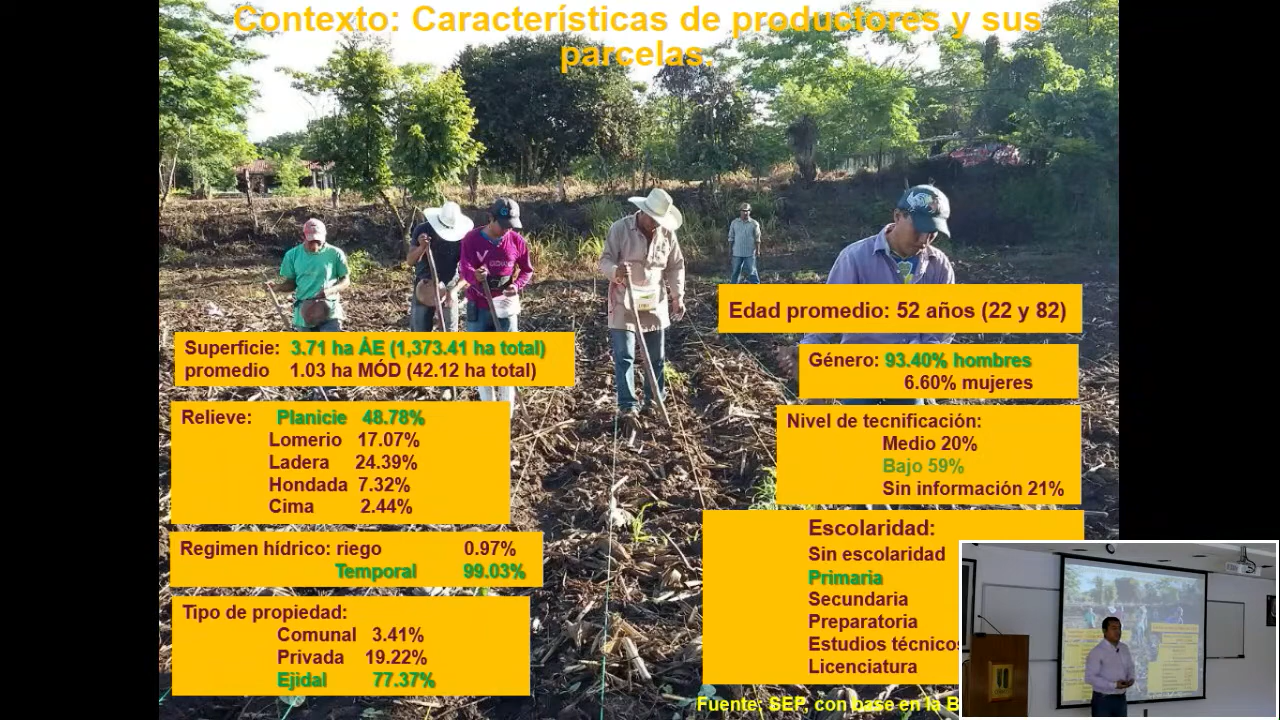 Contexto: Características de productores y sus
parcelas.
Superficie: 3.71 ha ÁE (1,373.41 ha total)
promedio 1.03 ha MÓD (42.12 ha total)
Relieve: Planicie 48.78%
Lomerio 17.07%
Ladera 24.39%
Hondada 7.32%
Cima 2.44%
Regimen hídrico: riego 0.97%
Temporal 99.03%
Tipo de propiedad:
Comunal 3.41%
Privada 19.22%
Ejidal 77.37%
Edad promedio: 52 años (22 y 82)
Género: 93.40% hombres
6.60% mujeres
Nivel de tecnificación:
Medio 20%
Bajo 59%
Sin información 21%
Escolaridad:
Sin escolaridad
Primaria
Secundaria
Preparatoria
Estudios técnicos
Licenciatura
Fuente: SEP, con base en la B